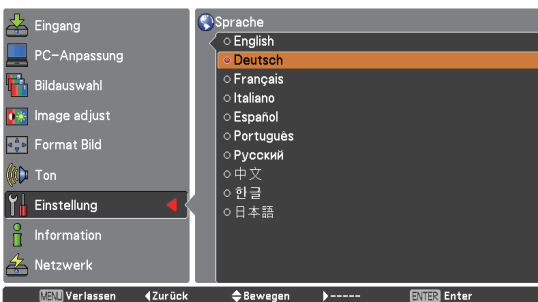 Eingang
PC-Anpassung
Bildauswahl
Image adjust
Format Bild
Ton
Einstellung
Information
Netzwerk
Sprache
English
Deutsch
Français
Italiano
Español
Português
Русский
中文
한글
日本語
MENU Verlassen ◀Zurück ◆Bewegen ▶----- ENTER Enter